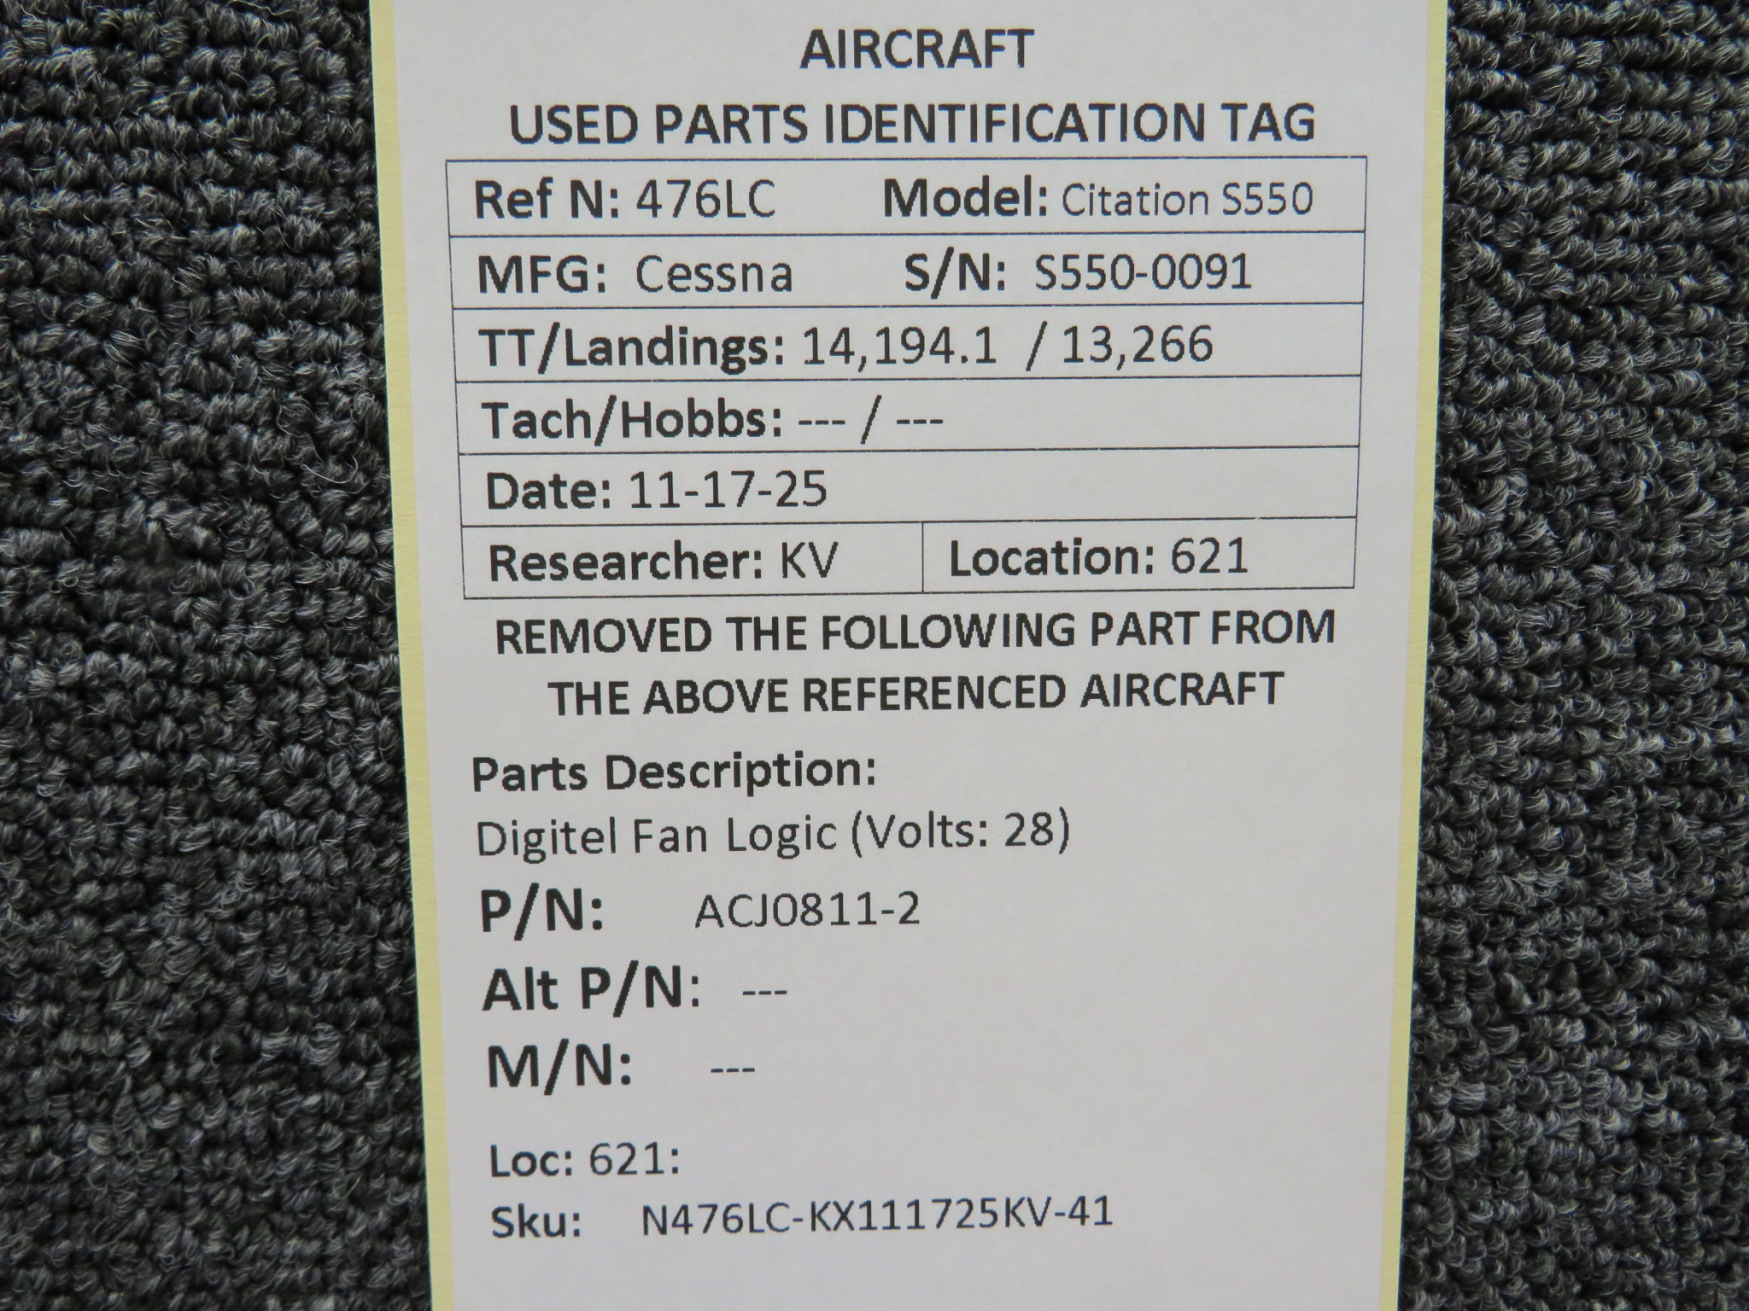 AIRCRAFT
USED PARTS IDENTIFICATION TAG
Ref N: 476LC Model: Citation S550
MFG: Cessna S/N: S550-0091
TT/Landings: 14,194.1 / 13,266
Tach/Hobbs: --- / ---
Date: 11-17-25
Researcher: KV Location: 621
REMOVED THE FOLLOWING PART FROM
THE ABOVE REFERENCED AIRCRAFT
Parts Description:
Digitel Fan Logic (Volts: 28)
P/N: ACJ0811-2
Alt P/N: ---
M/N: ---
Loc: 621:
Sku: N476LC-KX111725KV-41